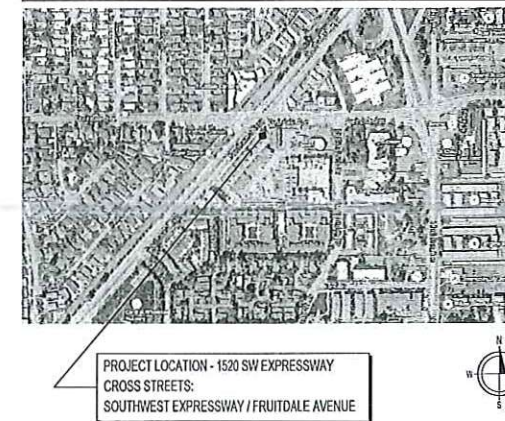 PROJECT LOCATION - 1520 SW EXPRESSWAY
CROSS STREETS:
SOUTHWEST EXPRESSWAY / FRUITDALE AVENUE
N
W
S